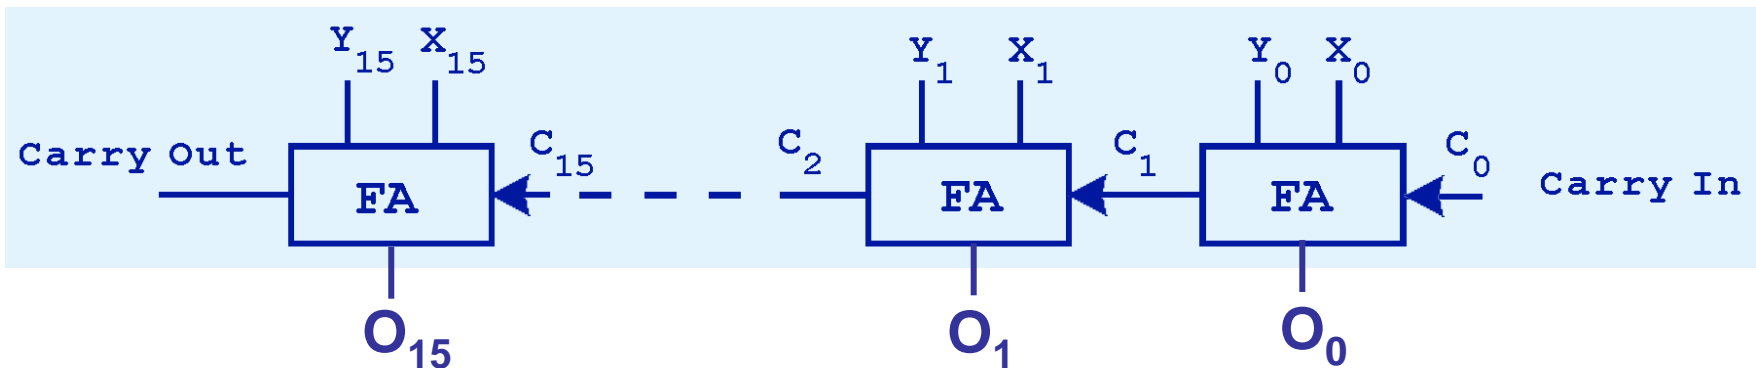 Y15 X15 Y1 X1 Y0 X0
Carry Out C15 C2 C1 C0 Carry In
FA FA FA
O15 O1 O0